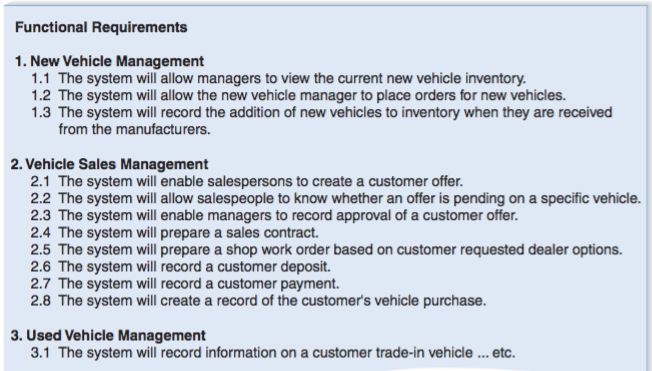 Functional Requirements
1. New Vehicle Management
1.1 The system will allow managers to view the current new vehicle inventory.
1.2 The system will allow the new vehicle manager to place orders for new vehicles.
1.3 The system will record the addition of new vehicles to inventory when they are received
from the manufacturers.
2. Vehicle Sales Management
2.1 The system will enable salespersons to create a customer offer.
2.2 The system will allow salespeople to know whether an offer is pending on a specific vehicle.
2.3 The system will enable managers to record approval of a customer offer.
2.4 The system will prepare a sales contract.
2.5 The system will prepare a shop work order based on customer requested dealer options.
2.6 The system will record a customer deposit.
2.7 The system will record a customer payment.
2.8 The system will create a record of the customer's vehicle purchase.
3. Used Vehicle Management
3.1 The system will record information on a customer trade-in vehicle ... etc.